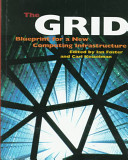 The
GRID
Blueprint for a New
Computing Infrastructure
Edited by Ian Foster
and Carl Kesselman